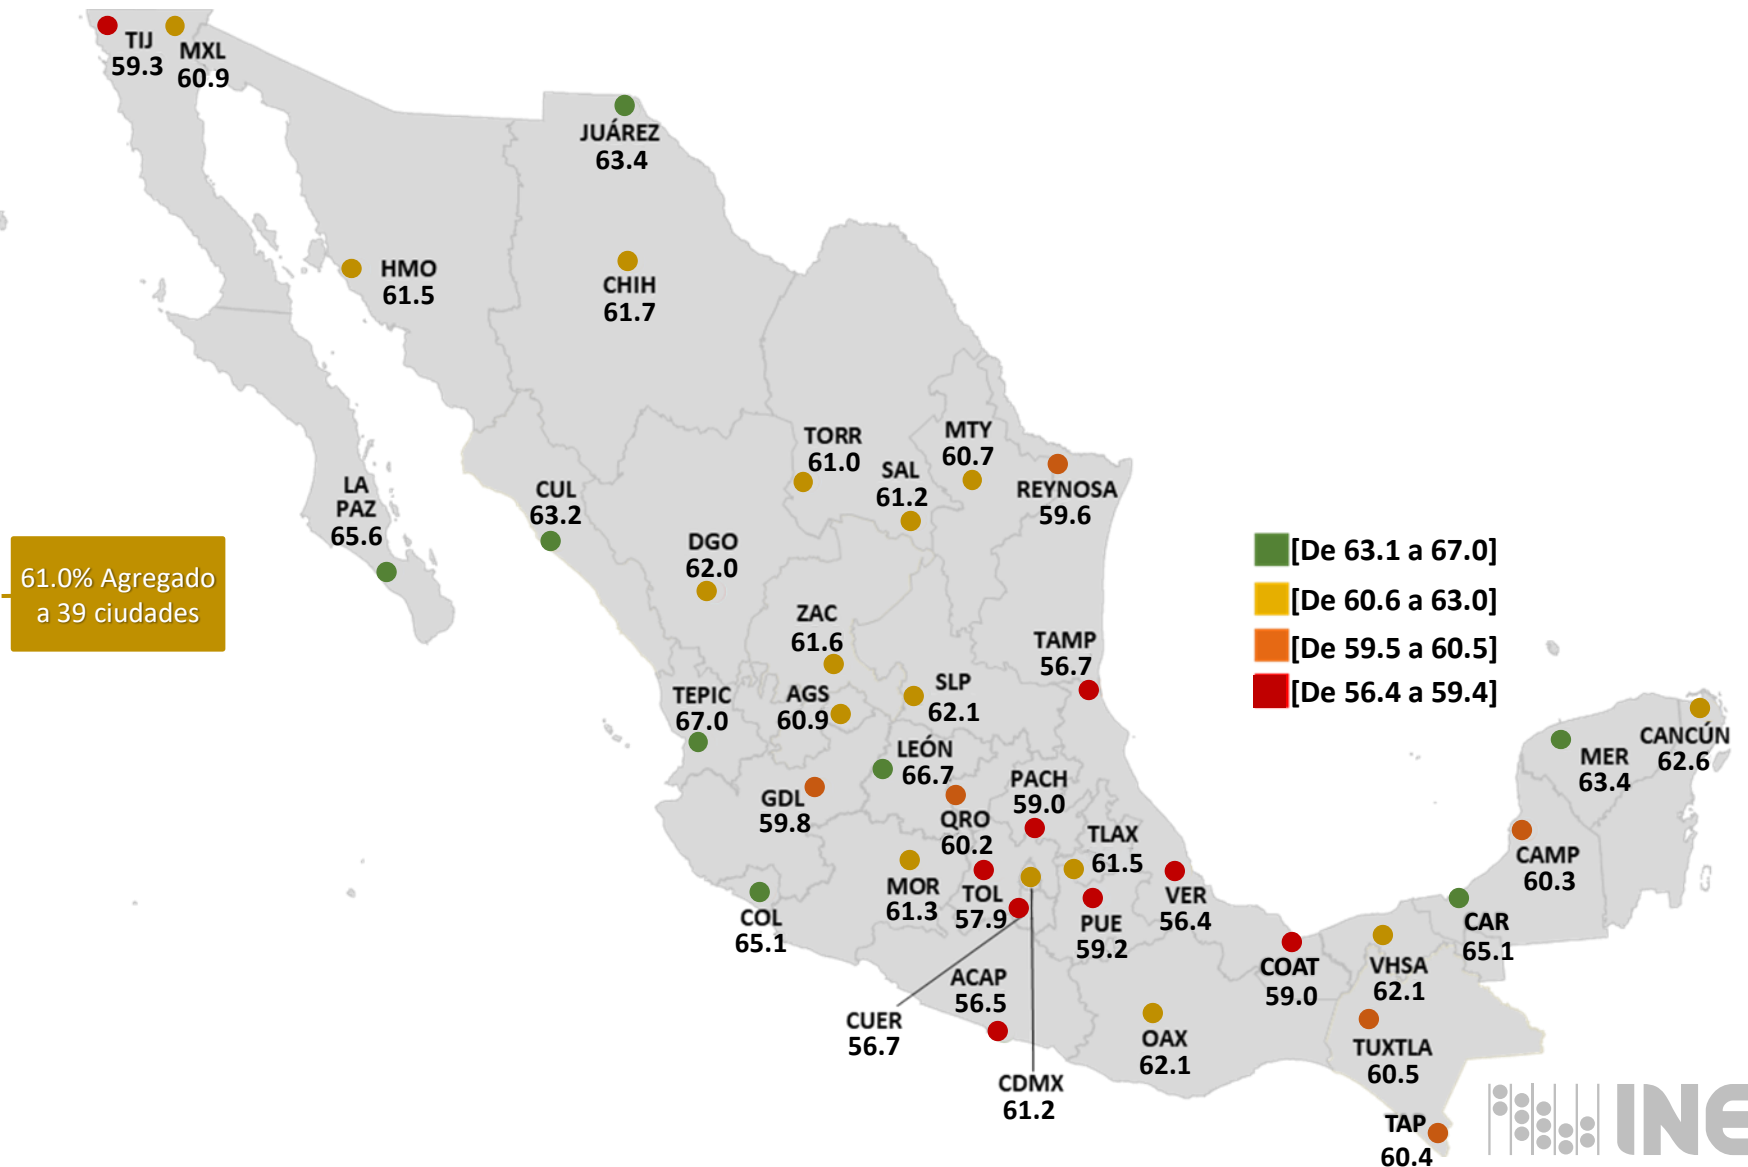 TIJ
59.3
MXL
60.9
JUÁREZ
63.4
HMO
61.5
CHIH
61.7
TORR
61.0
MTY
60.7
SAL
61.2
REYNOSA
59.6
LA
PAZ
65.6
CUL
63.2
DGO
62.0
61.0% Agregado
a 39 ciudades
[De 63.1 a 67.0]
[De 60.6 a 63.0]
[De 59.5 a 60.5]
[De 56.4 a 59.4]
ZAC
61.6
TAMP
56.7
TEPIC
67.0
AGS
60.9
SLP
62.1
LEÓN
66.7
PACH
59.0
GDL
59.8
QRO
60.2
TLAX
61.5
MOR
61.3
TOL
57.9
COL
65.1
PUE
59.2
VER
56.4
CANCÚN
62.6
MER
63.4
CAMP
60.3
CAR
65.1
COAT
59.0
VHSA
62.1
ACAP
56.5
CUER
56.7
OAX
62.1
TUXTLA
60.5
CDMX
61.2
TAP
60.4
INE